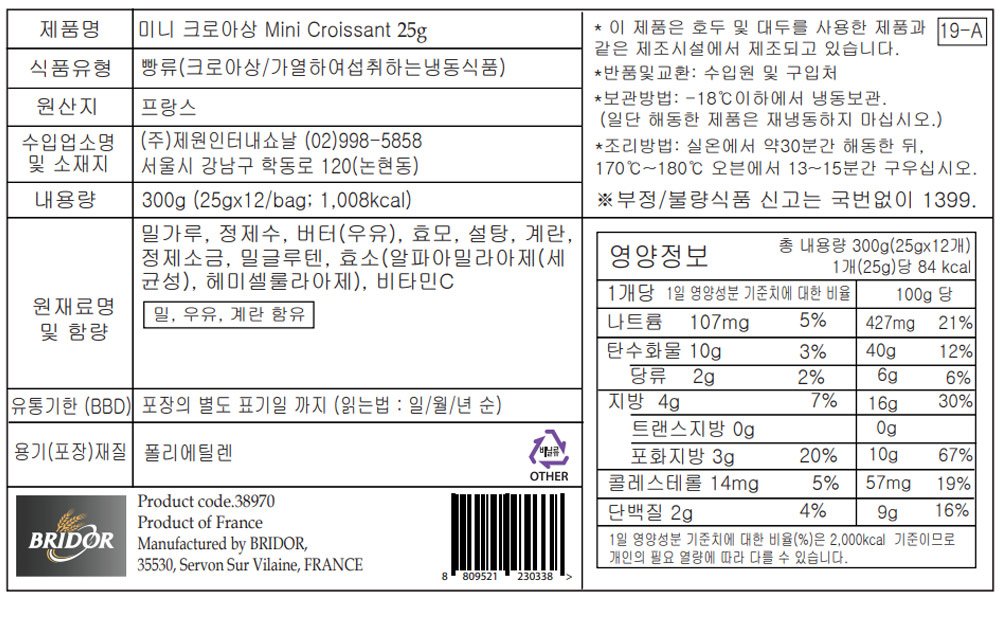 제품명 미니 크로아상 Mini Croissant 25g
식품유형 빵류(크로아상/가열하여섭취하는냉동식품)
원산지 프랑스
수입업소명 및 소재지
(주)제원인터내쇼날 (02)998-5858
서울시 강남구 학동로 120(논현동)
내용량 300g (25gx12/bag; 1,008kcal)
원재료명 및 함량
밀가루, 정제수, 버터(우유), 효모, 설탕, 계란,
정제소금, 밀글루텐, 효소(알파아밀라아제(세
균성), 헤미셀룰라아제), 비타민C
밀, 우유, 계란 함유
유통기한 (BBD) 포장의 별도 표기일 까지 (읽는법 : 일/월/년 순)
용기(포장)재질 폴리에틸렌
비닐류
OTHER
BRIDOR
Product code.38970
Product of France
Manufactured by BRIDOR,
35530, Servon Sur Vilaine, FRANCE
8 809521 230338 >
* 이 제품은 호두 및 대두를 사용한 제품과
같은 제조시설에서 제조되고 있습니다.
19-A
*반품및교환: 수입원 및 구입처
*보관방법: -18℃이하에서 냉동보관.
(일단 해동한 제품은 재냉동하지 마십시오.)
*조리방법: 실온에서 약30분간 해동한 뒤,
170℃~180℃ 오븐에서 13~15분간 구우십시오.
※부정/불량식품 신고는 국번없이 1399.
영양정보
총 내용량 300g(25gx12개)
1개(25g)당 84 kcal
1개당 1일 영양성분 기준치에 대한 비율 100g 당
나트륨 107mg 5% 427mg 21%
탄수화물 10g 3% 40g 12%
당류 2g 2% 6g 6%
지방 4g 7% 16g 30%
트랜스지방 0g 0g
포화지방 3g 20% 10g 67%
콜레스테롤 14mg 5% 57mg 19%
단백질 2g 4% 9g 16%
1일 영양성분 기준치에 대한 비율(%)은 2,000kcal 기준이므로
개인의 필요 열량에 따라 다를 수 있습니다.